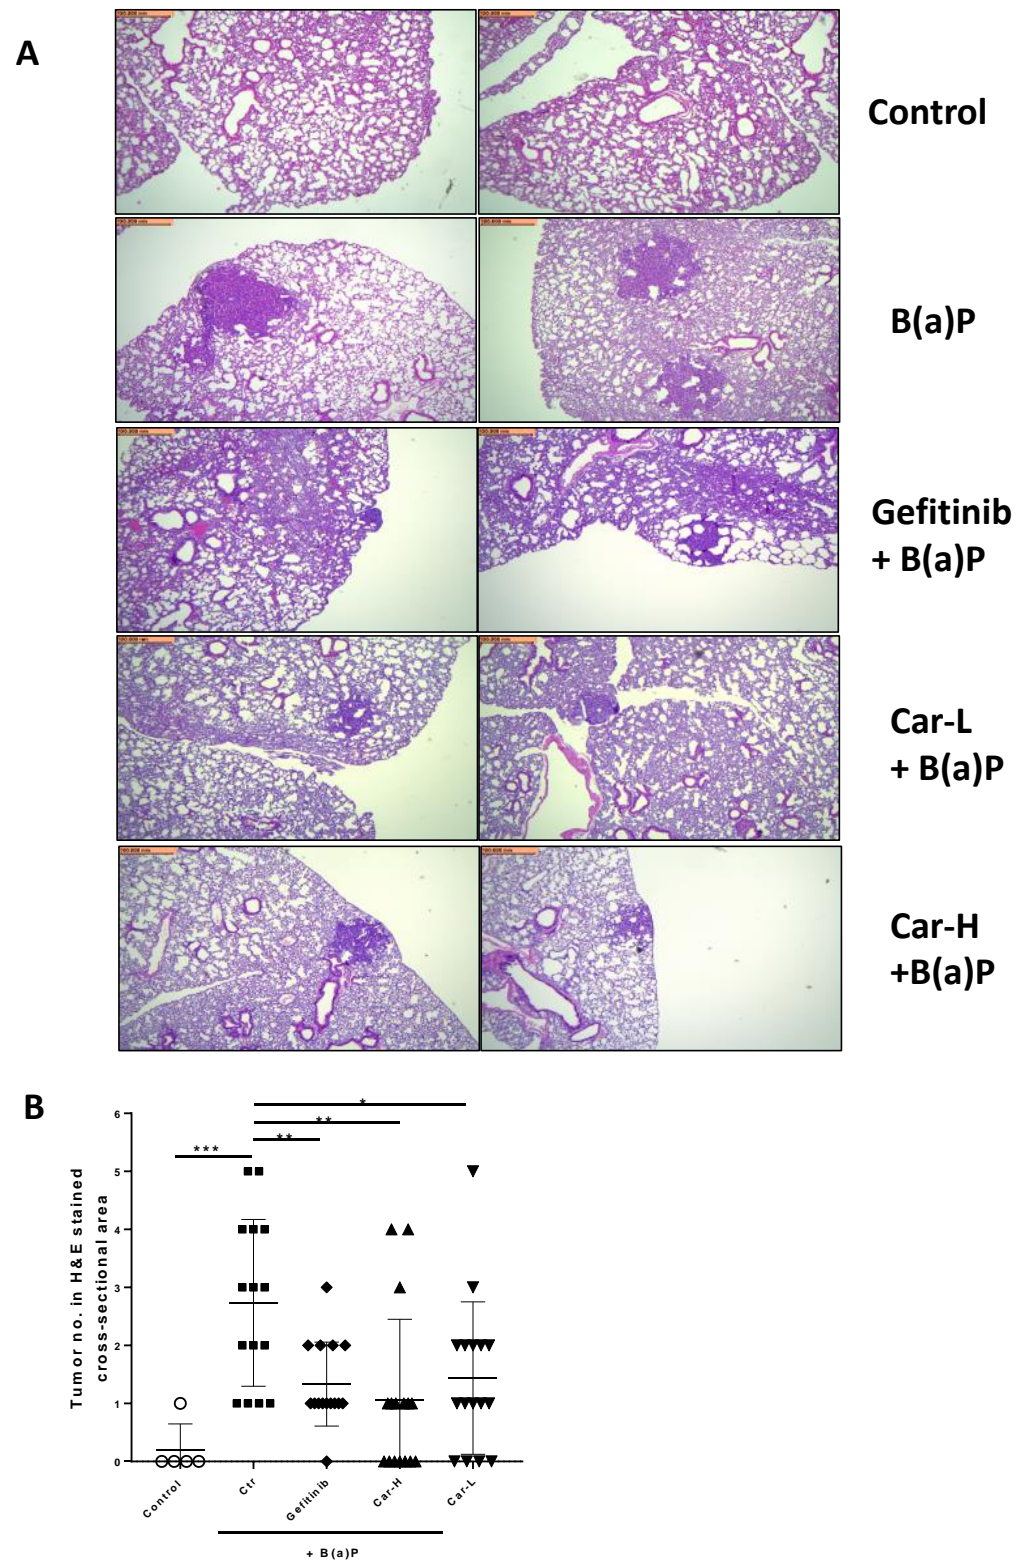 A
Control
B(a)P
Gefitinib
+ B(a)P
Car-L
+ B(a)P
Car-H
+B(a)P
B
Tumor no. in H&E stained
cross-sectional area
6
5
4
3
2
1
0
*
**
**
***
Control
Ctr
Gefitinib
Car-H
Car-L
+ B(a)P